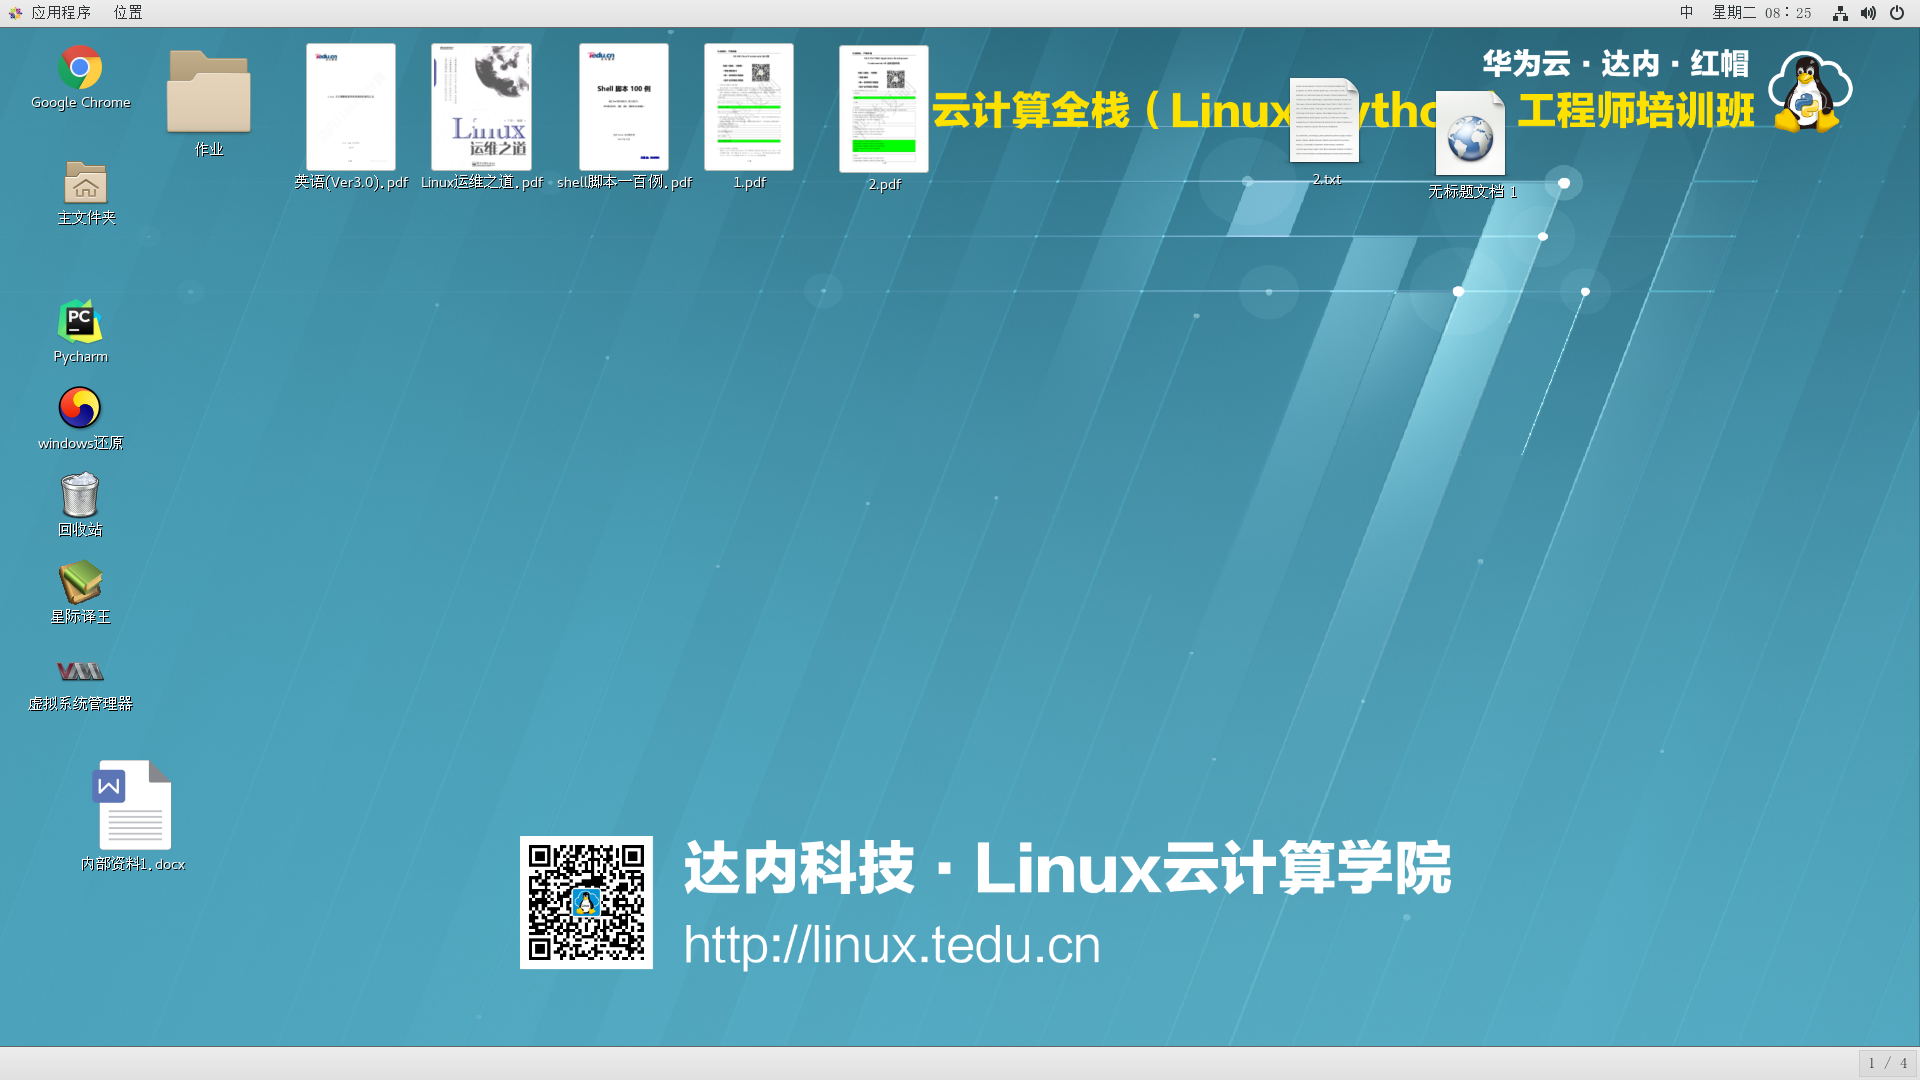 应用程序 位置 中 星期二 08：25
华为云 · 达内 · 红帽
云计算全栈（Linux ytho 工程师培训班
Google Chrome
作业
英语(Ver3.0).pdf
Linux运维之道.pdf
shell脚本一百例.pdf
1.pdf
2.pdf
2.txt
无标题文档 1
tedu.cn
Linux
运维之道
tedu.cn
Shell 脚本 100 例
主文件夹
PC
Pycharm
windows还原
回收站
星际译王
VMM
虚拟系统管理器
W
内部资料1.docx
达内科技 · Linux云计算学院
http://linux.tedu.cn
1 / 4